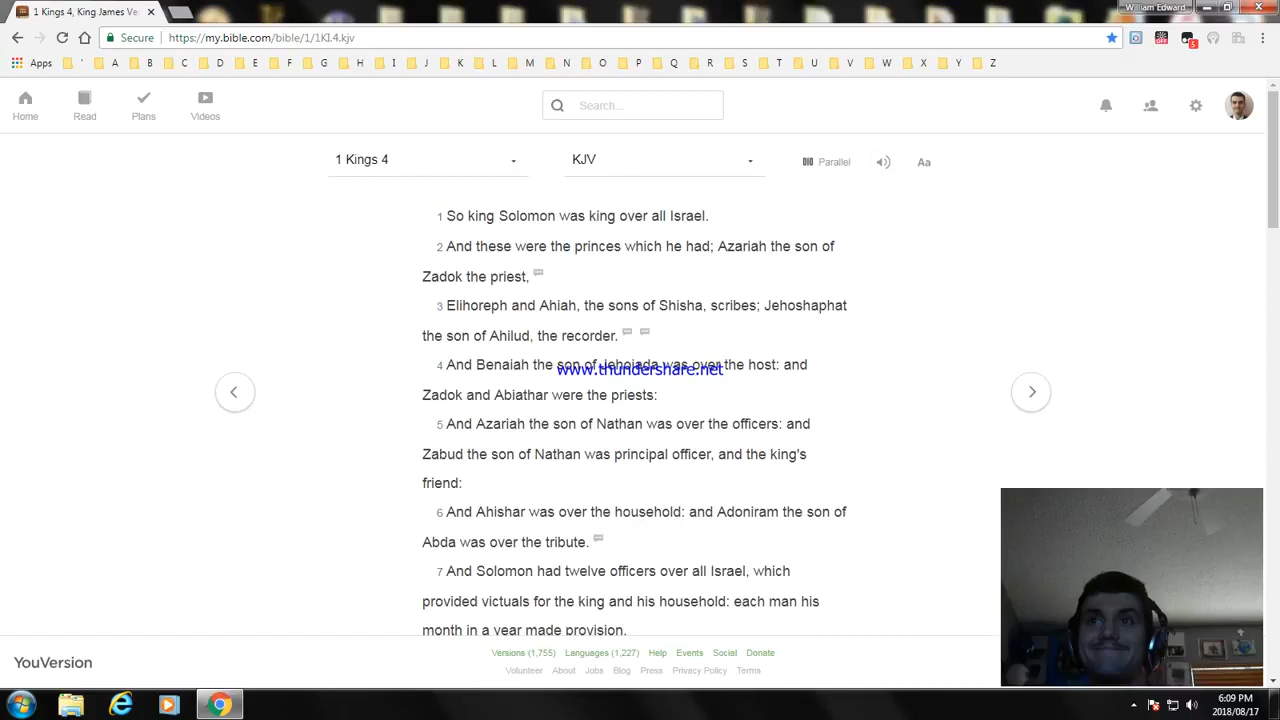 1 Kings 4, King James Ve
William Edward
Secure
https://my.bible.com/bible/1/1KI.4.kjv
Apps ' A B C D E F G H I J K L M N O P Q R S T U V W X Y Z
OFF
5
Home
Read
Plans
Videos
Search...
1 Kings 4
KJV
Parallel
Aa
1 So king Solomon was king over all Israel.
2 And these were the princes which he had; Azariah the son of
Zadok the priest,
3 Elihoreph and Ahiah, the sons of Shisha, scribes; Jehoshaphat
the son of Ahilud, the recorder.
4 And Benaiah the son of Jehoiada was over the host: and
www.thundershare.net
Zadok and Abiathar were the priests:
5 And Azariah the son of Nathan was over the officers: and
Zabud the son of Nathan was principal officer, and the king's
friend:
6 And Ahishar was over the household: and Adoniram the son of
Abda was over the tribute.
7 And Solomon had twelve officers over all Israel, which
provided victuals for the king and his household: each man his
month in a year made provision.
YouVersion
Versions (1,755) Languages (1,227) Help Events Social Donate
Volunteer About Jobs Blog Press Privacy Policy Terms
6:09 PM
2018/08/17